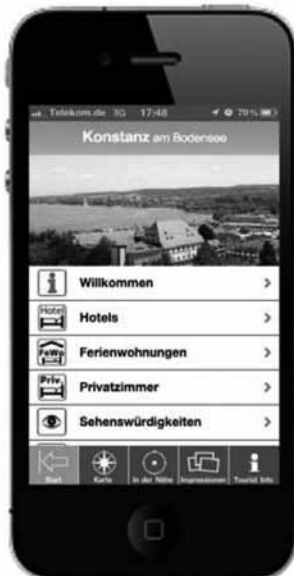 Telekom.de 3G 17:48 79%
Konstanz am Bodensee
Willkommen
Hotel
Hotels
FeWo
Ferienwohnungen
Priv.
Privatzimmer
Sehenswürdigkeiten
Start Karte In der Nähe Impressionen Tourist Info